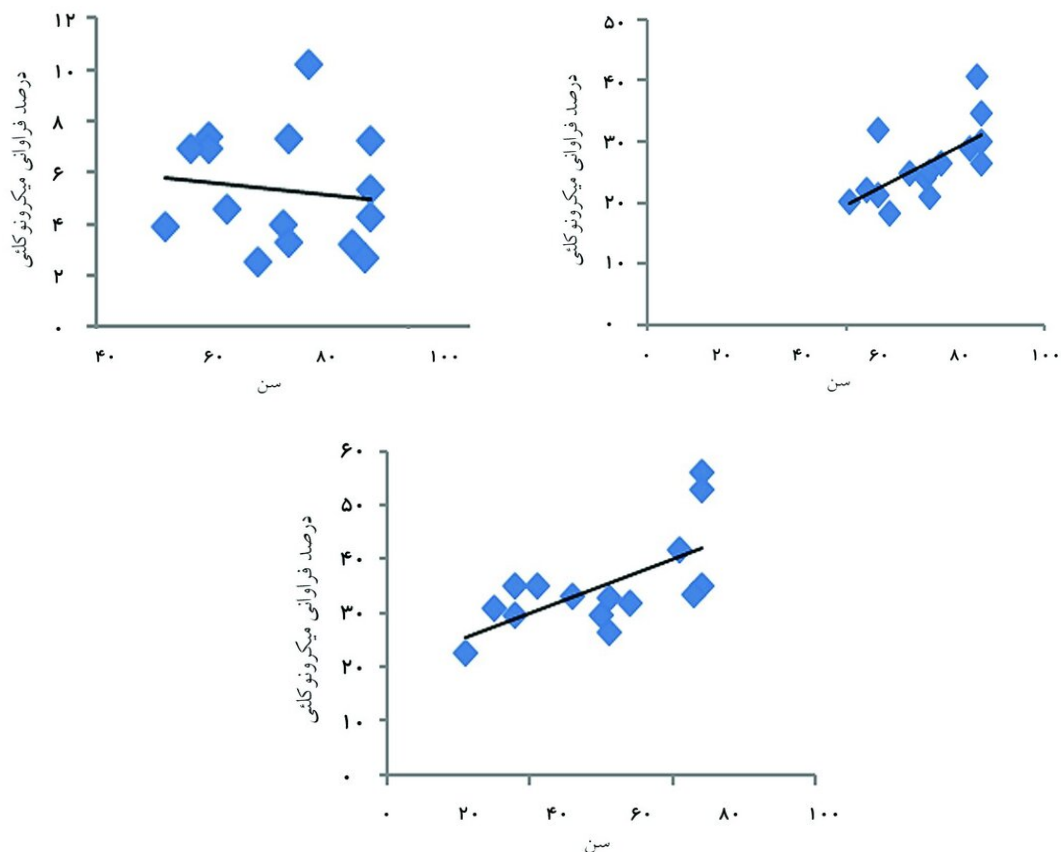 ۱۲
۱۰
۸
۶
۴
۲
۰
درصد فراوانی میکرونوکلئی
۴۰ ۶۰ ۸۰ ۱۰۰
سن
۵۰
۴۰
۳۰
۲۰
۱۰
۰
درصد فراوانی میکرونوکلئی
۰ ۲۰ ۴۰ ۶۰ ۸۰ ۱۰۰
سن
۶۰
۵۰
۴۰
۳۰
۲۰
۱۰
۰
درصد فراوانی میکرونوکلئی
۰ ۲۰ ۴۰ ۶۰ ۸۰ ۱۰۰
سن